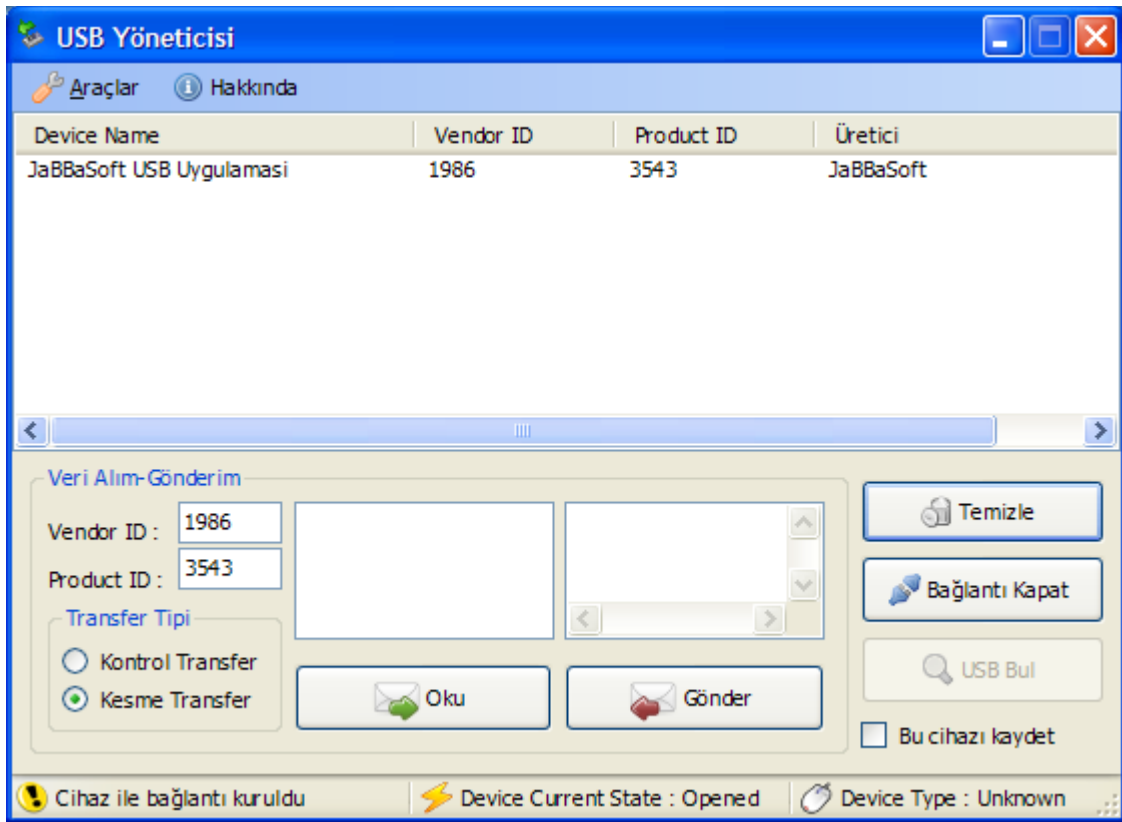 USB Yöneticisi
Araçlar Hakkında
Device Name Vendor ID Product ID Üretici
JaBBaSoft USB Uygulamasi 1986 3543 JaBBaSoft
Veri Alım-Gönderim
Vendor ID : 1986
Product ID : 3543
Transfer Tipi
Kontrol Transfer
Kesme Transfer
Oku
Gönder
Temizle
Bağlantı Kapat
USB Bul
Bu cihazı kaydet
Cihaz ile bağlantı kuruldu Device Current State : Opened Device Type : Unknown